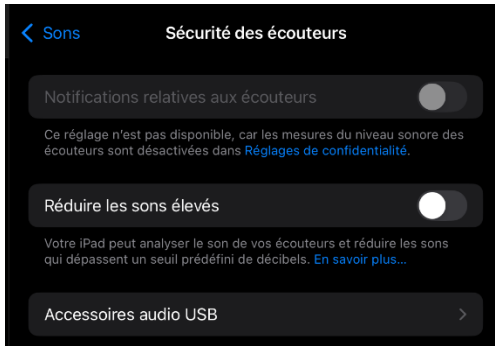 Sons
Sécurité des écouteurs
Notifications relatives aux écouteurs
Ce réglage n'est pas disponible, car les mesures du niveau sonore des
écouteurs sont désactivées dans Réglages de confidentialité.
Réduire les sons élevés
Votre iPad peut analyser le son de vos écouteurs et réduire les sons
qui dépassent un seuil prédéfini de décibels. En savoir plus...
Accessoires audio USB